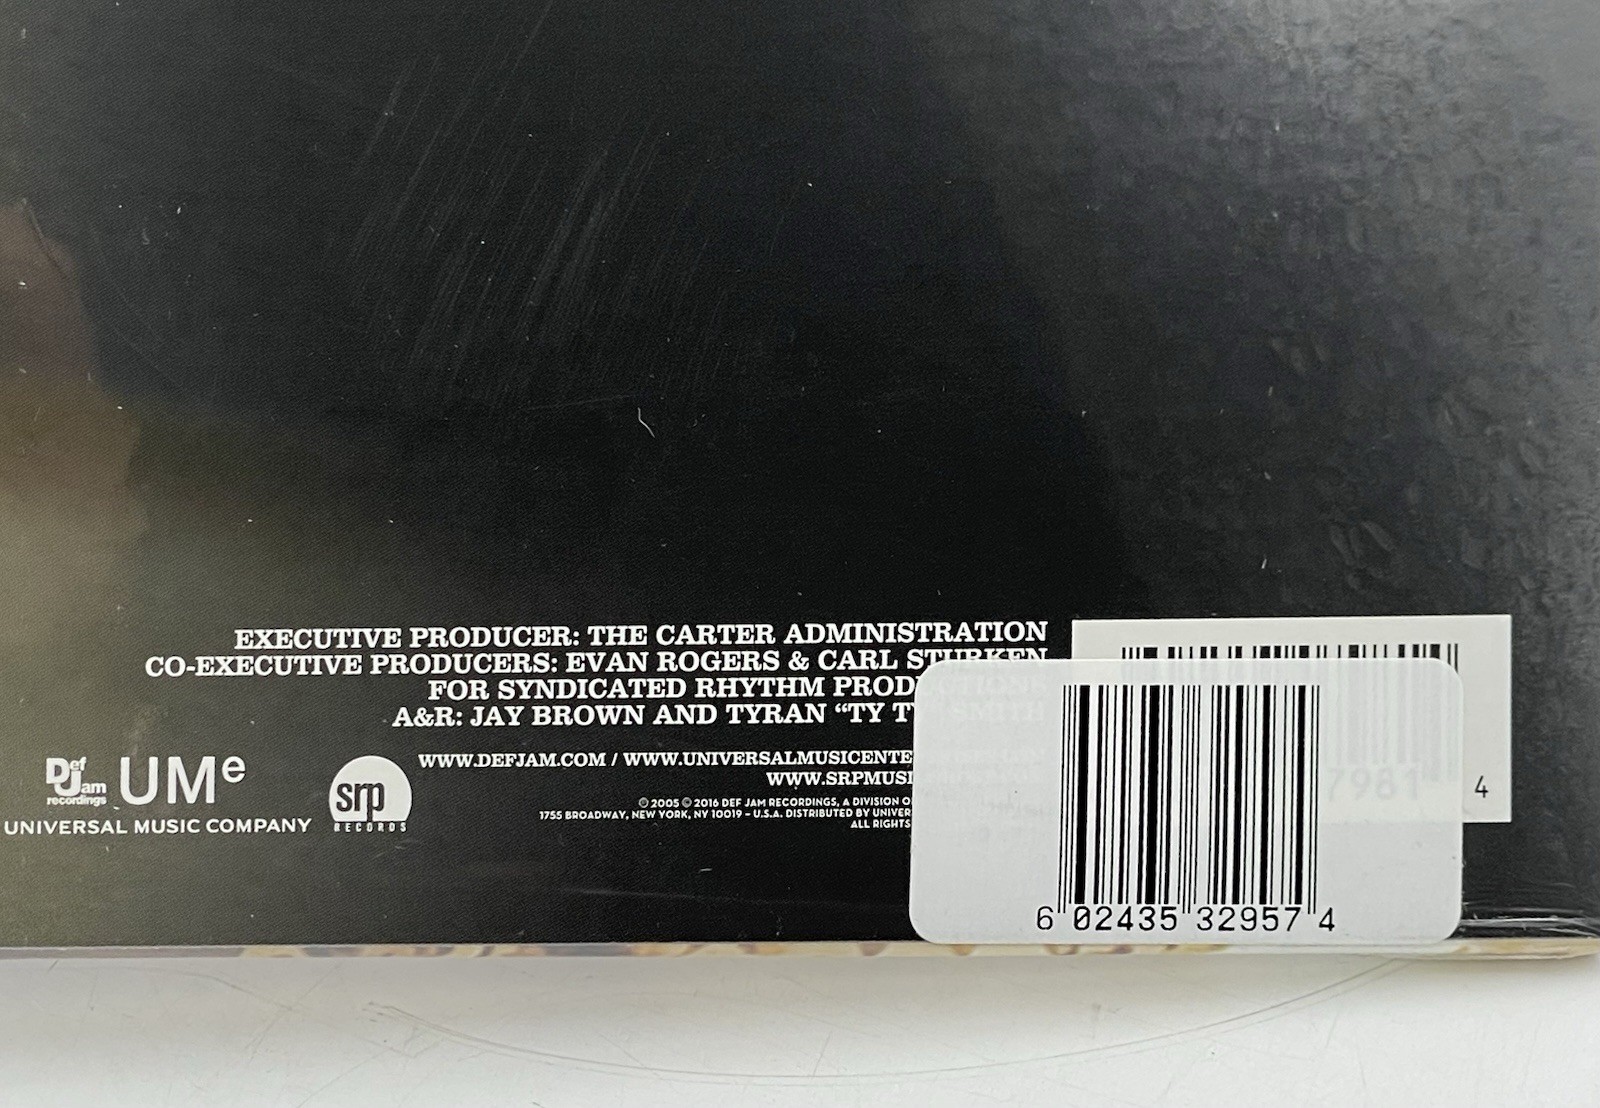 EXECUTIVE PRODUCER: THE CARTER ADMINISTRATION
CO-EXECUTIVE PRODUCERS: EVAN ROGERS & CARL STURKEN
FOR SYNDICATED RHYTHM PRODUCTIONS
A&R: JAY BROWN AND TYRAN “TY TY” SMITH
WWW.DEFJAM.COM / WWW.UNIVERSALMUSICENTE
WWW.SRPMUSI
℗ 2005 © 2016 DEF JAM RECORDINGS, A DIVISION O
1755 BROADWAY, NEW YORK, NY 10019 – U.S.A. DISTRIBUTED BY UNIVER
ALL RIGHTS
Def Jam recordings
UMe
UNIVERSAL MUSIC COMPANY
srp
RECORDS
7981 4
6 02435 32957 4